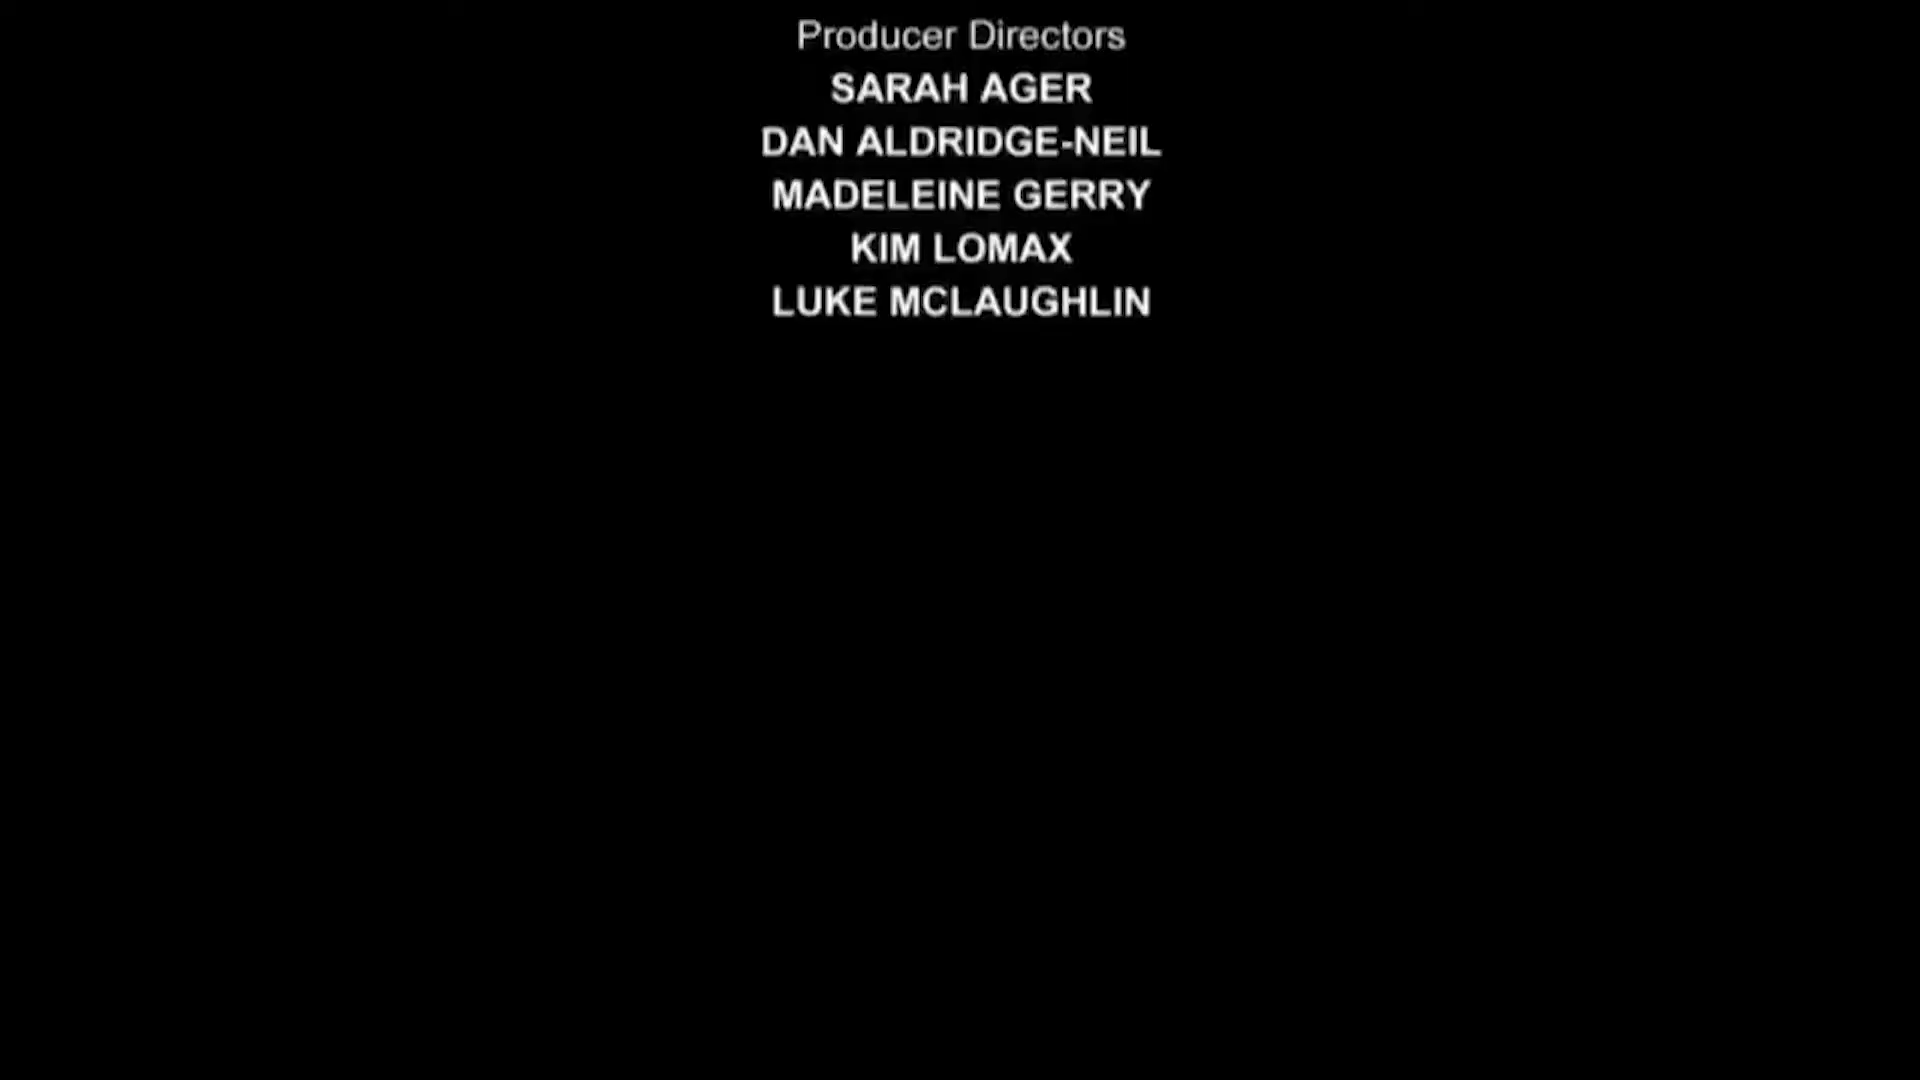 Producer Directors
SARAH AGER
DAN ALDRIDGE-NEIL
MADELEINE GERRY
KIM LOMAX
LUKE MCLAUGHLIN